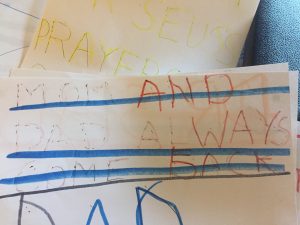 SEUSS
PRAYER
MOM AND
DAD ALWAYS
COME BACK
DAD